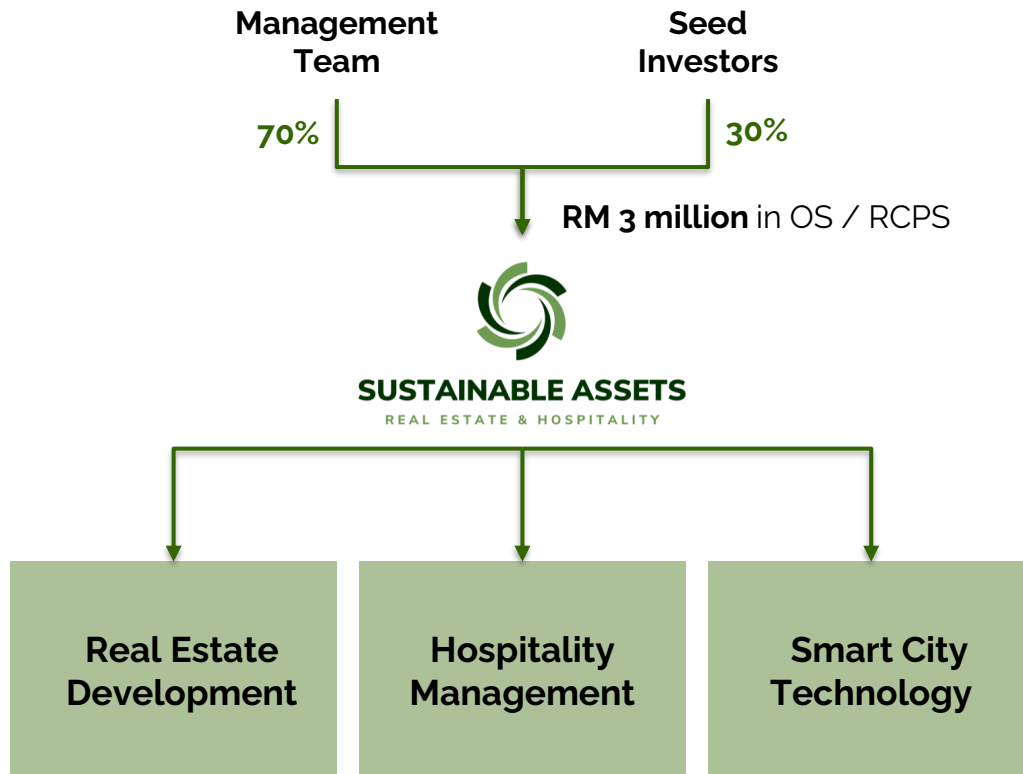 Management
Team
Seed
Investors
70%
30%
RM 3 million in OS / RCPS
SUSTAINABLE ASSETS
REAL ESTATE & HOSPITALITY
Real Estate
Development
Hospitality
Management
Smart City
Technology